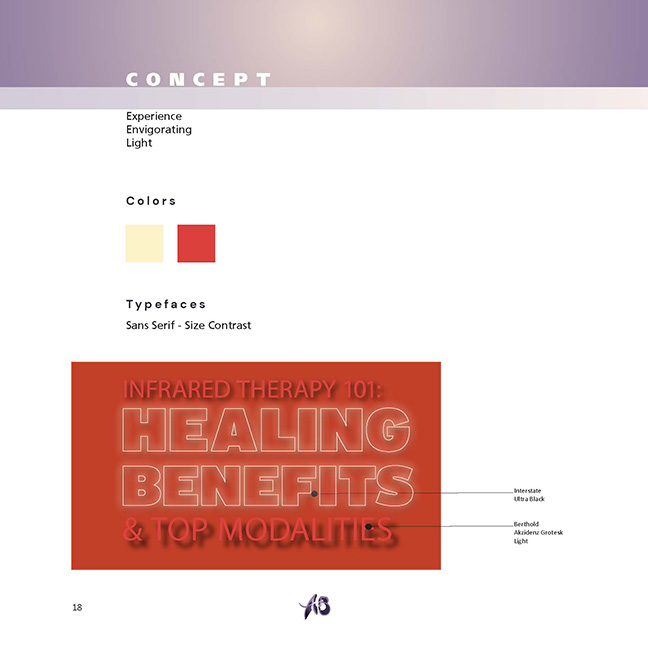 CONCEPT
Experience
Envigorating
Light
Colors
Typefaces
Sans Serif - Size Contrast
INFRARED THERAPY 101:
HEALING
BENEFITS
& TOP MODALITIES
Interstate
Ultra Black
Berthold
Akzidenz Grotesk
Light
18
AB